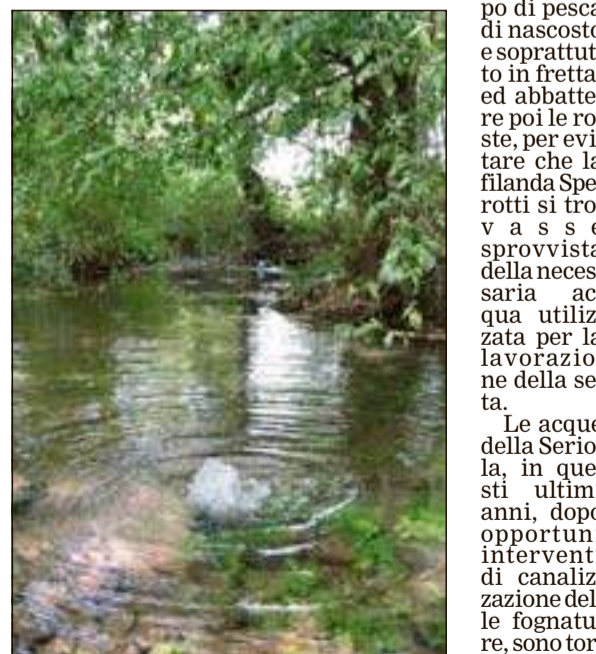 po di pesca
di nascosto
e soprattut
to in fretta
ed abbatte
re poi le ro
ste, per evi
tare che la
filanda Spe
rotti si tro
v a s s e
sprovvista
della neces
saria ac
qua utiliz
zata per la
lavorazio
ne della se
ta.
Le acque
della Serio
la, in que
sti ultim
anni, dopo
opportun
interventi
di canaliz
zazione del
le fognatu
re, sono tor